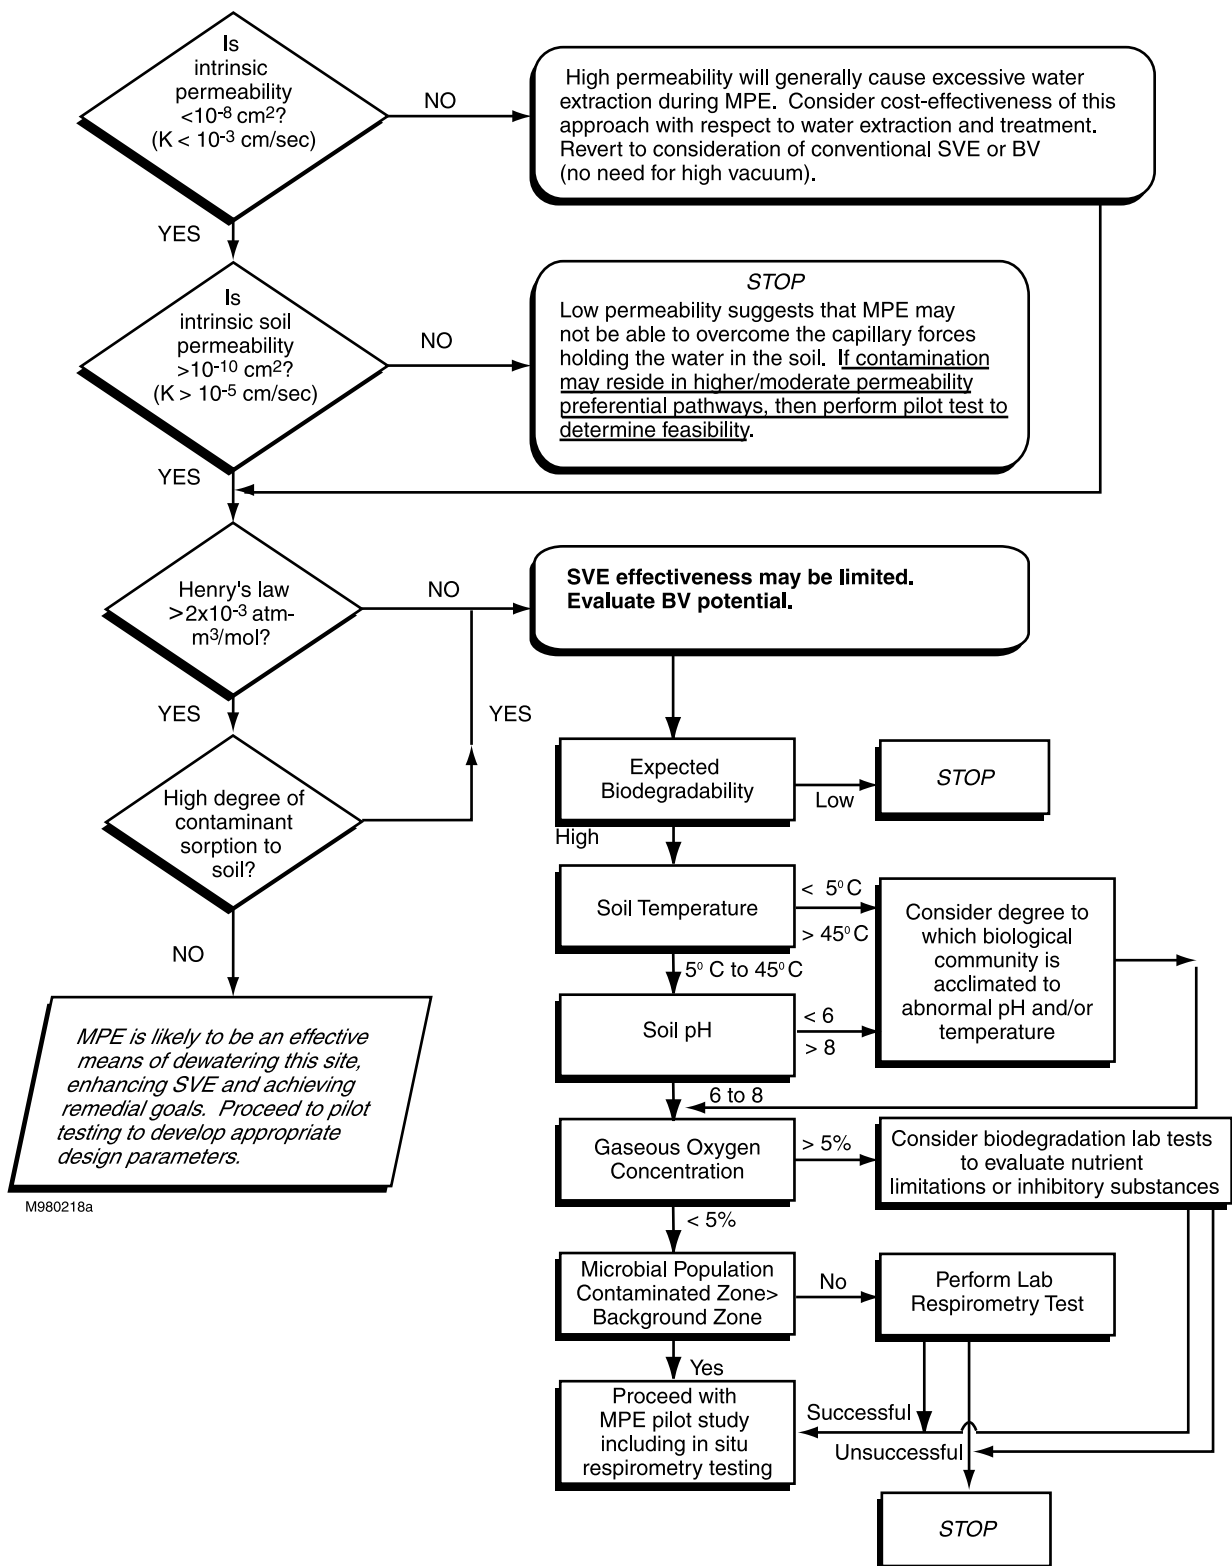 Is
intrinsic
permeability
<10⁻⁸ cm²?
(K < 10⁻³ cm/sec)
NO
High permeability will generally cause excessive water
extraction during MPE. Consider cost-effectiveness of this
approach with respect to water extraction and treatment.
Revert to consideration of conventional SVE or BV
(no need for high vacuum).
YES
Is
intrinsic soil
permeability
>10⁻¹⁰ cm²?
(K > 10⁻⁵ cm/sec)
NO
STOP
Low permeability suggests that MPE may
not be able to overcome the capillary forces
holding the water in the soil. If contamination
may reside in higher/moderate permeability
preferential pathways, then perform pilot test to
determine feasibility.
YES
Henry's law
>2x10⁻³ atm-
m³/mol?
NO
SVE effectiveness may be limited.
Evaluate BV potential.
YES
YES
High degree of
contaminant
sorption to
soil?
NO
MPE is likely to be an effective
means of dewatering this site,
enhancing SVE and achieving
remedial goals. Proceed to pilot
testing to develop appropriate
design parameters.
M980218a
Expected
Biodegradability
Low
STOP
High
Soil Temperature
< 5⁰ C
> 45⁰ C
Consider degree to
which biological
community is
acclimated to
abnormal pH and/or
temperature
5⁰ C to 45⁰ C
Soil pH
< 6
> 8
6 to 8
Gaseous Oxygen
Concentration
> 5%
Consider biodegradation lab tests
to evaluate nutrient
limitations or inhibitory substances
< 5%
Microbial Population
Contaminated Zone>
Background Zone
No
Perform Lab
Respirometry Test
Yes
Proceed with
MPE pilot study
including in situ
respirometry testing
Successful
Unsuccessful
STOP